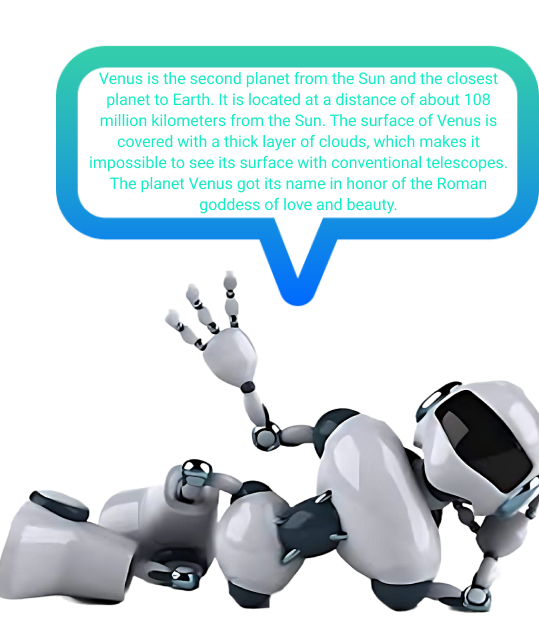 Venus is the second planet from the Sun and the closest
planet to Earth. It is located at a distance of about 108
million kilometers from the Sun. The surface of Venus is
covered with a thick layer of clouds, which makes it
impossible to see its surface with conventional telescopes.
The planet Venus got its name in honor of the Roman
goddess of love and beauty.